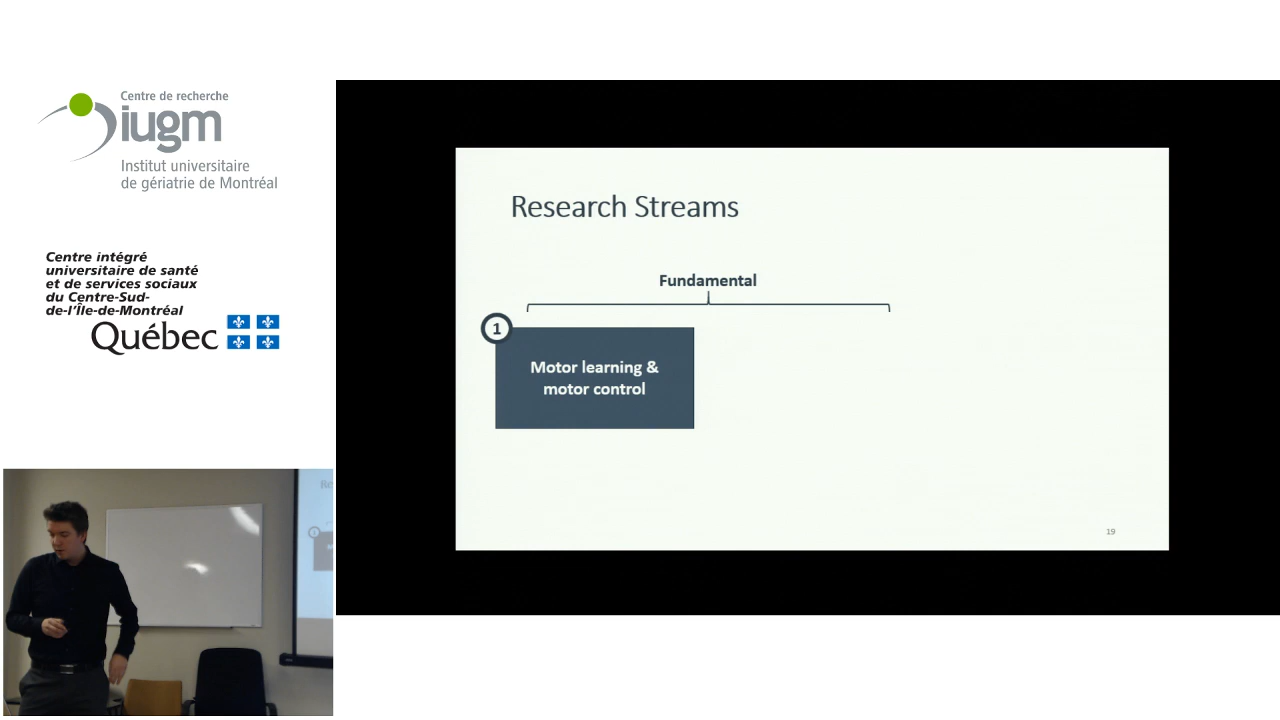 Centre de recherche
iugm
Institut universitaire
de gériatrie de Montréal
Centre intégré
universitaire de santé
et de services sociaux
du Centre-Sud-
de-l'Île-de-Montréal
Québec
Research Streams
Fundamental
1
Motor learning &
motor control
19